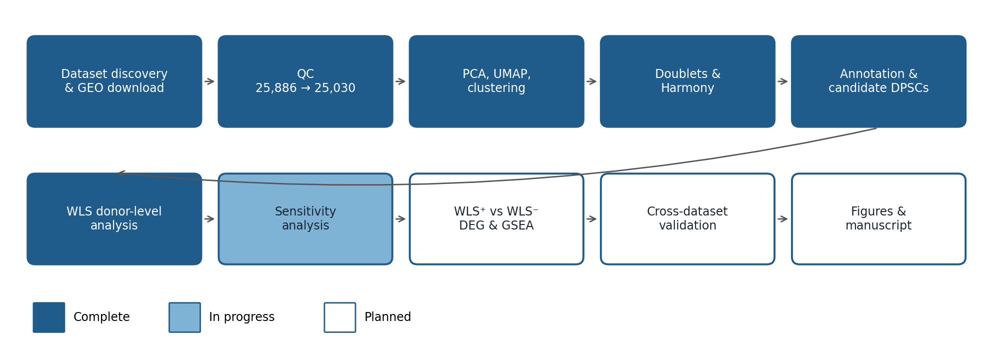 Dataset discovery
& GEO download
QC
25,886 → 25,030
PCA, UMAP,
clustering
Doublets &
Harmony
Annotation &
candidate DPSCs
WLS donor-level
analysis
Sensitivity
analysis
WLS⁺ vs WLS⁻
DEG & GSEA
Cross-dataset
validation
Figures &
manuscript
Complete
In progress
Planned